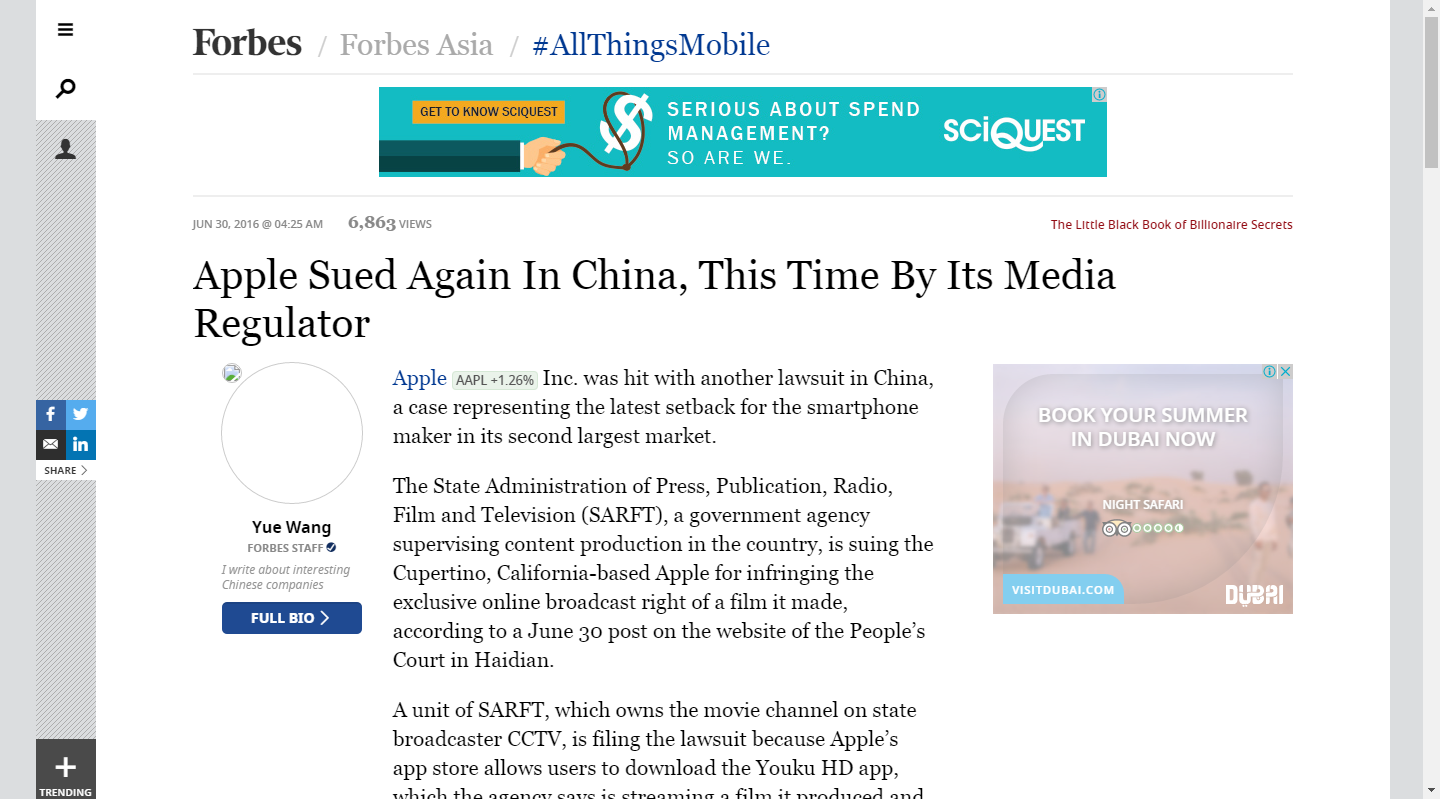 Forbes / Forbes Asia / #AllThingsMobile
GET TO KNOW SCIQUEST
SERIOUS ABOUT SPEND
MANAGEMENT?
SO ARE WE.
SCIQUEST
JUN 30, 2016 @ 04:25 AM 6,863 VIEWS
The Little Black Book of Billionaire Secrets
Apple Sued Again In China, This Time By Its Media
Regulator
Yue Wang
FORBES STAFF
I write about interesting
Chinese companies
FULL BIO
Apple AAPL +1.26% Inc. was hit with another lawsuit in China,
a case representing the latest setback for the smartphone
maker in its second largest market.
The State Administration of Press, Publication, Radio,
Film and Television (SARFT), a government agency
supervising content production in the country, is suing the
Cupertino, California-based Apple for infringing the
exclusive online broadcast right of a film it made,
according to a June 30 post on the website of the People’s
Court in Haidian.
A unit of SARFT, which owns the movie channel on state
broadcaster CCTV, is filing the lawsuit because Apple’s
app store allows users to download the Youku HD app,
which the agency says is streaming a film it produced and
BOOK YOUR SUMMER
IN DUBAI NOW
NIGHT SAFARI
VISITDUBAI.COM
DUBAI
SHARE
TRENDING